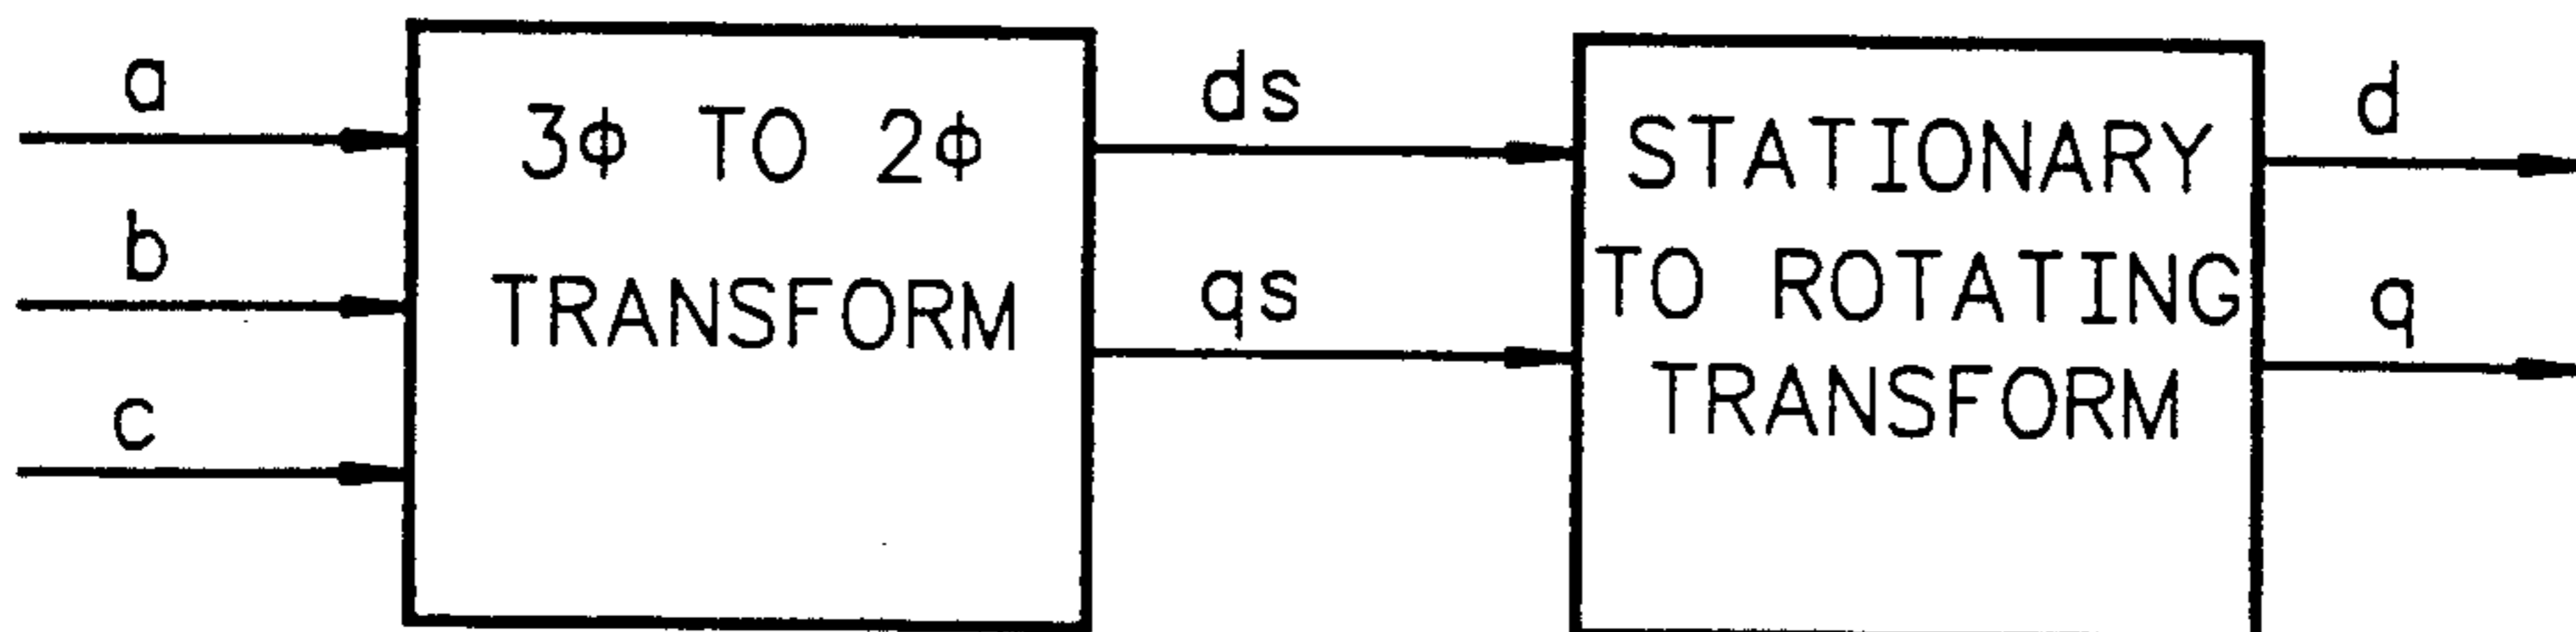 a
b
c
3Φ TO 2Φ
TRANSFORM
ds
qs
STATIONARY
TO ROTATING
TRANSFORM
d
q